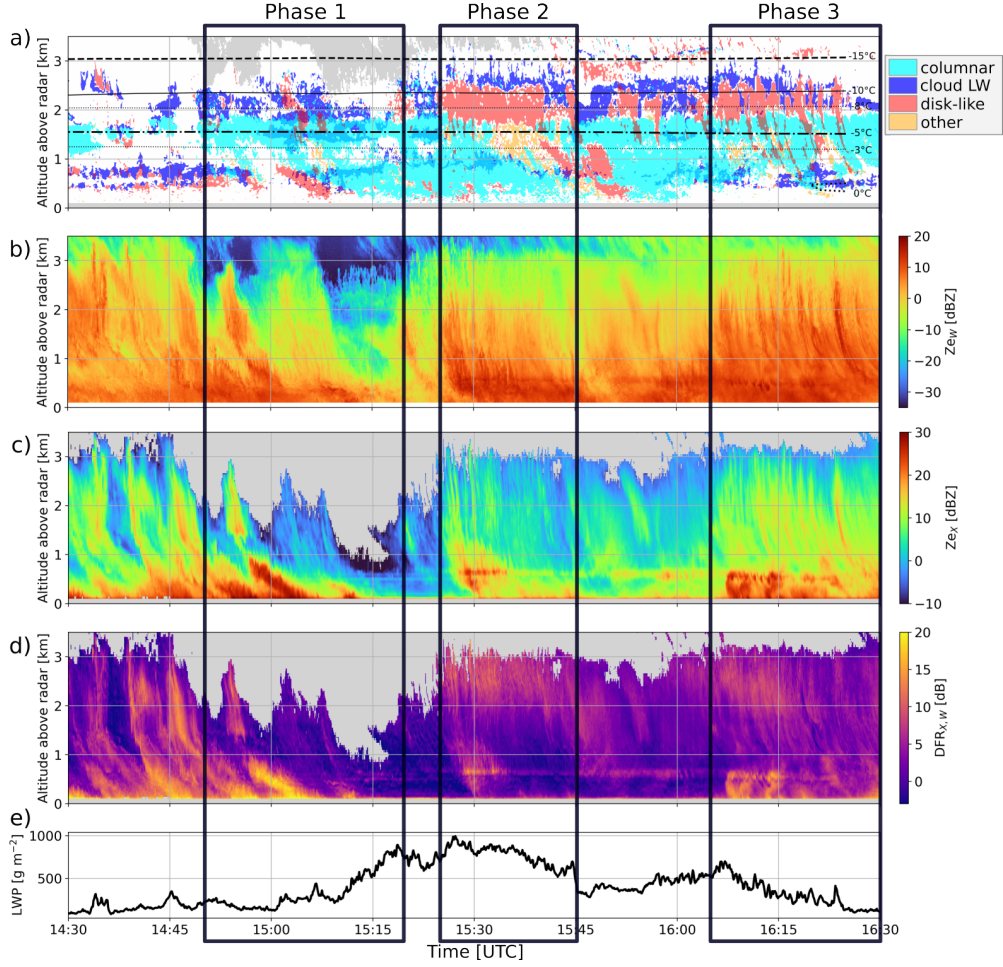 Phase 1 Phase 2 Phase 3
a)
Altitude above radar [km]
3
2
1
0
-15°C
-10°C
-8°C
-5°C
-3°C
0°C
columnar
cloud LW
disk-like
other
b)
Altitude above radar [km]
3
2
1
0
20
10
0
−10
−20
−30
Ze_W [dBZ]
c)
Altitude above radar [km]
3
2
1
0
30
20
10
0
−10
Ze_X [dBZ]
d)
Altitude above radar [km]
3
2
1
0
20
15
10
5
0
DFR_X,W [dB]
e)
LWP [g m⁻²]
1000
500
14:30 14:45 15:00 15:15 15:30 15:45 16:00 16:15 16:30
Time [UTC]